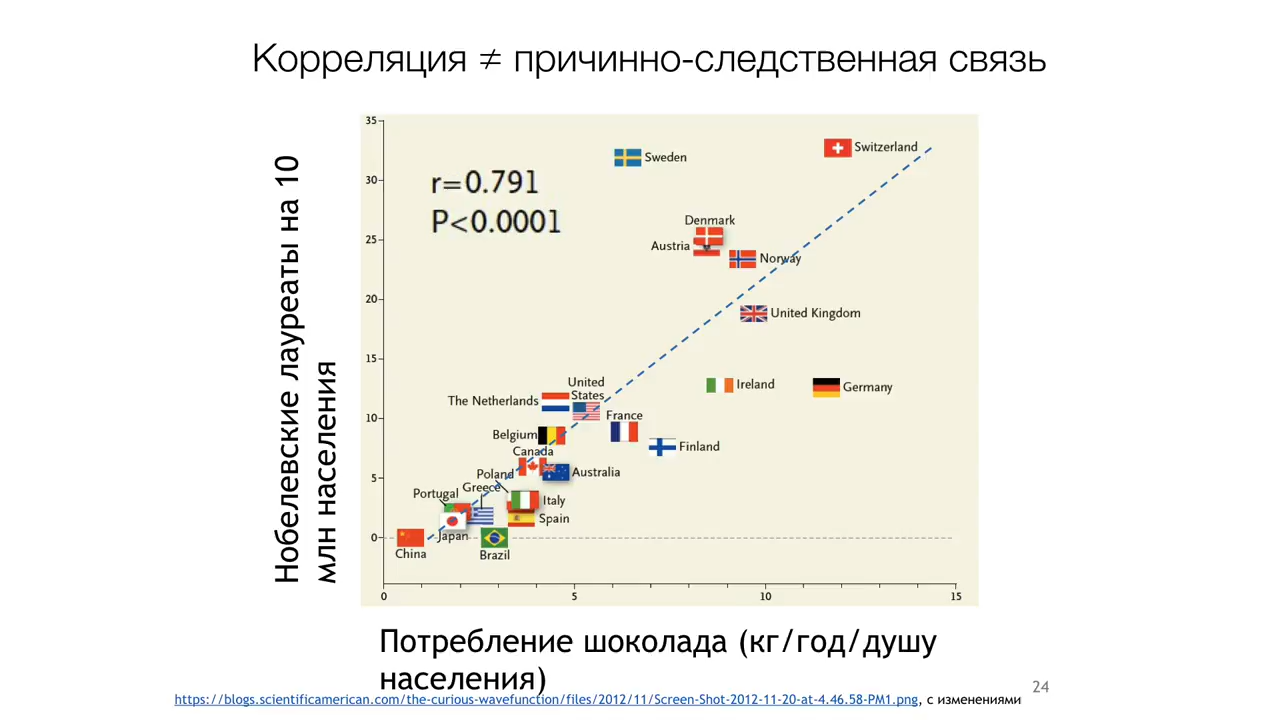 Корреляция ≠ причинно-следственная связь
Нобелевские лауреаты на 10
млн населения
35
30
25
20
15
10
5
0
r=0.791
P<0.0001
Sweden
Switzerland
Denmark
Austria
Norway
United Kingdom
Ireland
Germany
United
States
The Netherlands
France
Belgium
Finland
Canada
Australia
Poland
Greece
Portugal
Italy
Spain
Japan
China
Brazil
0
5
10
15
Потребление шоколада (кг/год/душу
населения)
https://blogs.scientificamerican.com/the-curious-wavefunction/files/2012/11/Screen-Shot-2012-11-20-at-4.46.58-PM1.png, с изменениями
24